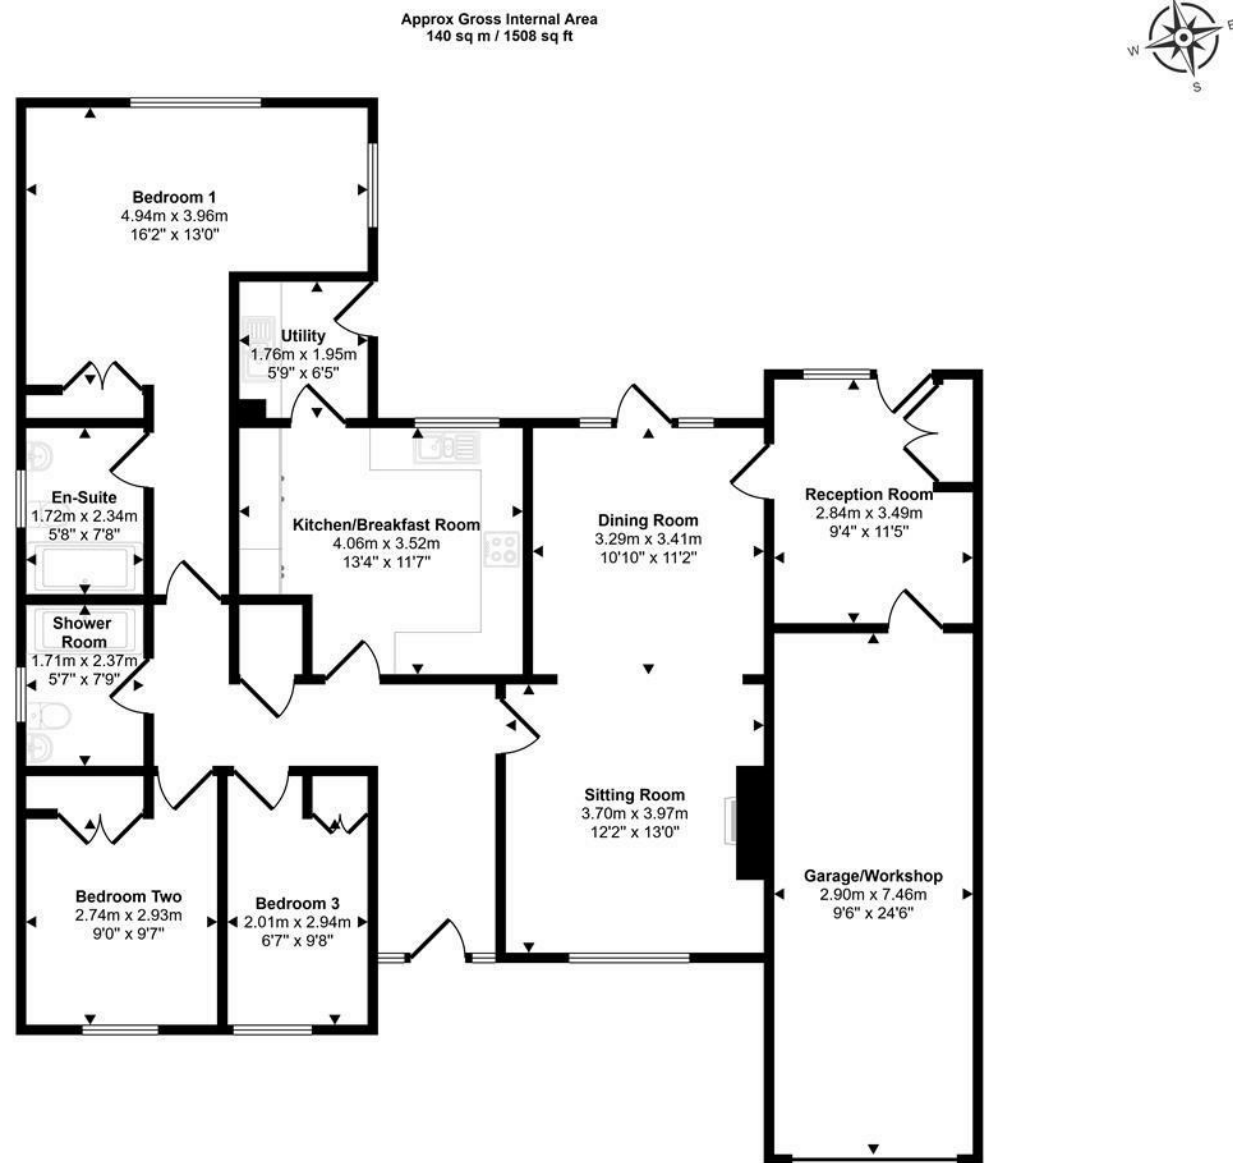 Approx Gross Internal Area
140 sq m / 1508 sq ft
E
W
S
Bedroom 1
4.94m x 3.96m
16'2" x 13'0"
Utility
1.76m x 1.95m
5'9" x 6'5"
En-Suite
1.72m x 2.34m
5'8" x 7'8"
Kitchen/Breakfast Room
4.06m x 3.52m
13'4" x 11'7"
Dining Room
3.29m x 3.41m
10'10" x 11'2"
Reception Room
2.84m x 3.49m
9'4" x 11'5"
Shower
Room
1.71m x 2.37m
5'7" x 7'9"
Sitting Room
3.70m x 3.97m
12'2" x 13'0"
Bedroom Two
2.74m x 2.93m
9'0" x 9'7"
Bedroom 3
2.01m x 2.94m
6'7" x 9'8"
Garage/Workshop
2.90m x 7.46m
9'6" x 24'6"